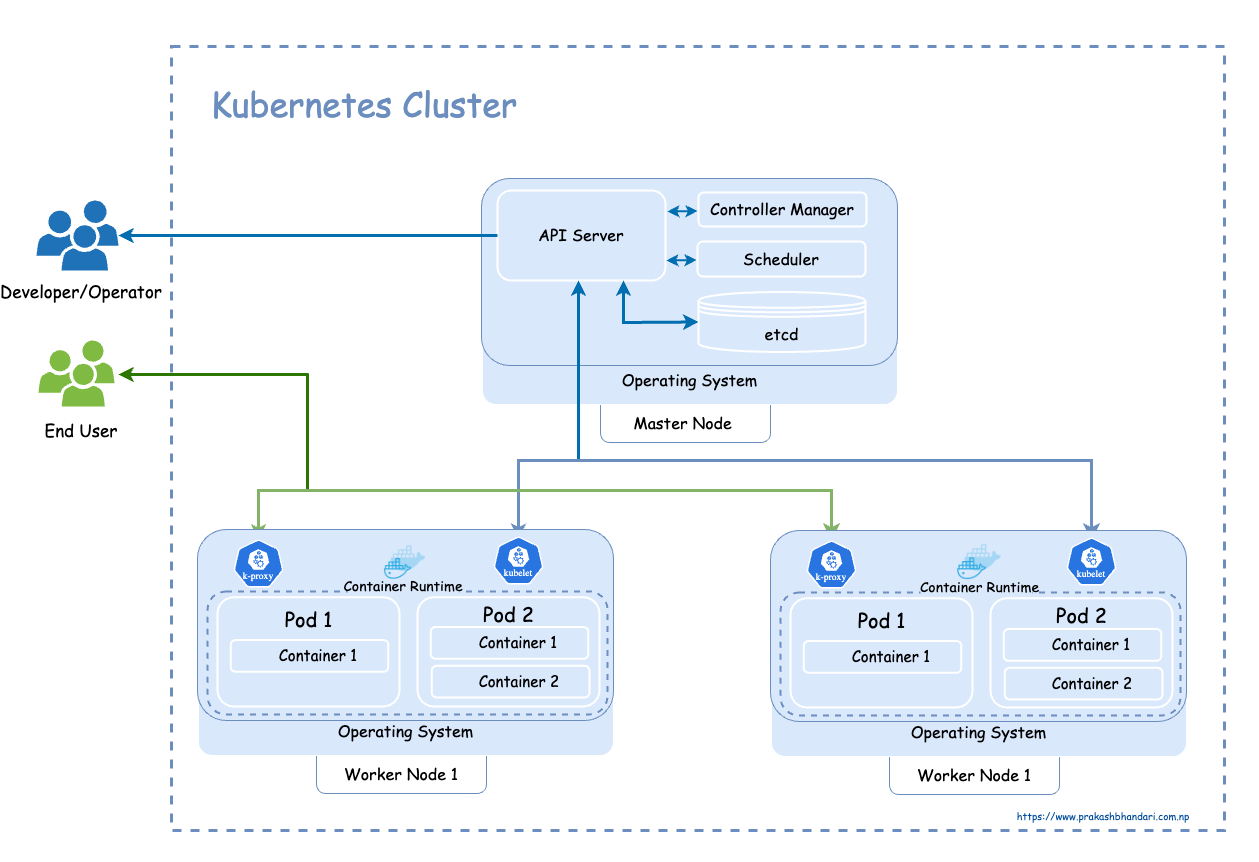 Kubernetes Cluster
API Server
Controller Manager
Scheduler
etcd
Operating System
Master Node
Developer/Operator
End User
k-proxy
Container Runtime
kubelet
Pod 1
Container 1
Pod 2
Container 1
Container 2
Operating System
Worker Node 1
k-proxy
Container Runtime
kubelet
Pod 1
Container 1
Pod 2
Container 1
Container 2
Operating System
Worker Node 1
https://www.prakashbhandari.com.np